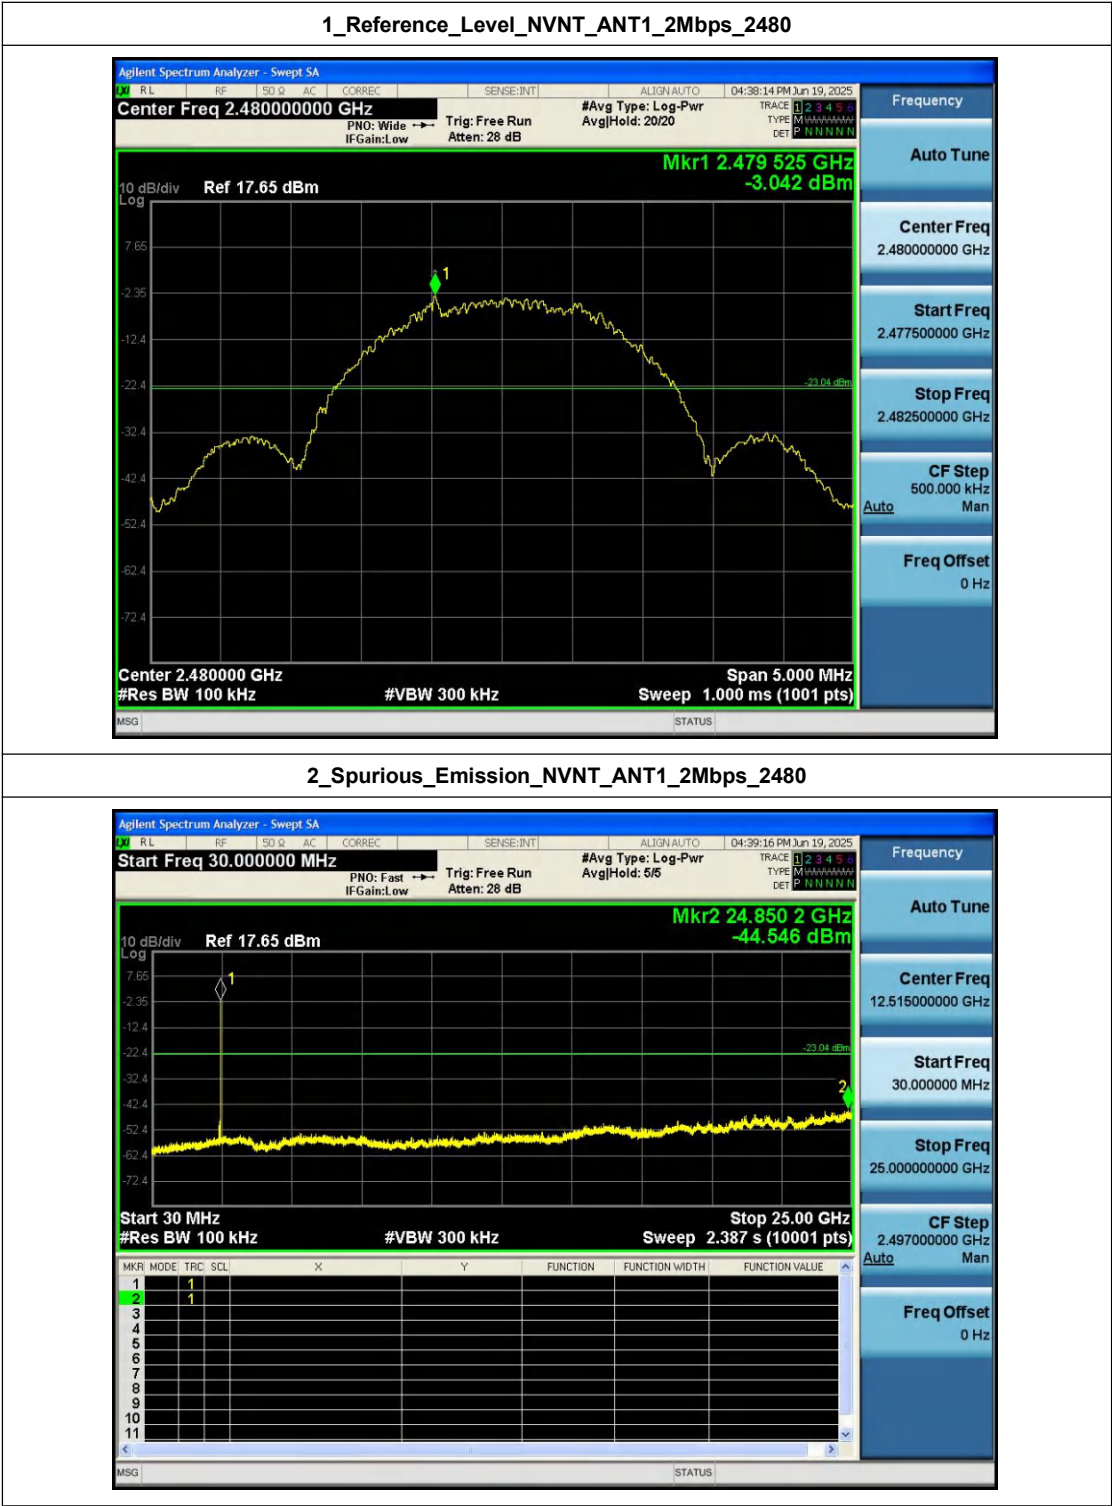 1_Reference_Level_NVNT_ANT1_2Mbps_2480
Agilent Spectrum Analyzer - Swept SA
LXI RL RF 50 Ω AC CORREC SENSE:INT ALIGN AUTO 04:38:14 PM Jun 19, 2025
Center Freq 2.480000000 GHz
PNO: Wide
IFGain:Low
Trig: Free Run
Atten: 28 dB
#Avg Type: Log-Pwr
Avg|Hold: 20/20
TRACE 1 2 3 4 5 6
TYPE M
DET P N N N N N
Mkr1 2.479 525 GHz
-3.042 dBm
10 dB/div Ref 17.65 dBm
Log
7.65
-2.35
-12.4
-22.4
-32.4
-42.4
-52.4
-62.4
-72.4
1
-23.04 dBm
Center 2.480000 GHz Span 5.000 MHz
#Res BW 100 kHz #VBW 300 kHz Sweep 1.000 ms (1001 pts)
MSG STATUS
Frequency
Auto Tune
Center Freq
2.480000000 GHz
Start Freq
2.477500000 GHz
Stop Freq
2.482500000 GHz
CF Step
500.000 kHz
Auto Man
Freq Offset
0 Hz
2_Spurious_Emission_NVNT_ANT1_2Mbps_2480
Agilent Spectrum Analyzer - Swept SA
LXI RL RF 50 Ω AC CORREC SENSE:INT ALIGN AUTO 04:39:16 PM Jun 19, 2025
Start Freq 30.000000 MHz
PNO: Fast
IFGain:Low
Trig: Free Run
Atten: 28 dB
#Avg Type: Log-Pwr
Avg|Hold: 5/5
TRACE 1 2 3 4 5 6
TYPE M
DET P N N N N N
Mkr2 24.850 2 GHz
-44.546 dBm
10 dB/div Ref 17.65 dBm
Log
7.65
-2.35
-12.4
-22.4
-32.4
-42.4
-52.4
-62.4
-72.4
1
-23.04 dBm
2
Start 30 MHz Stop 25.00 GHz
#Res BW 100 kHz #VBW 300 kHz Sweep 2.387 s (10001 pts)
MKR MODE TRC SCL X Y FUNCTION FUNCTION WIDTH FUNCTION VALUE
1 1
2 1
3
4
5
6
7
8
9
10
11
MSG STATUS
Frequency
Auto Tune
Center Freq
12.515000000 GHz
Start Freq
30.000000 MHz
Stop Freq
25.000000000 GHz
CF Step
2.497000000 GHz
Auto Man
Freq Offset
0 Hz